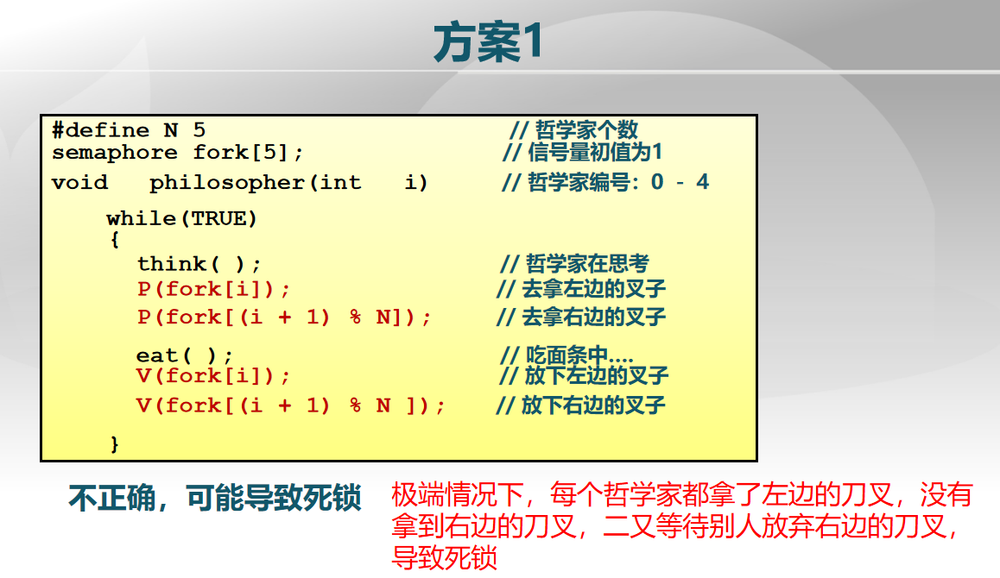 方案1
#define N 5 // 哲学家个数
semaphore fork[5]; // 信号量初值为1
void philosopher(int i) // 哲学家编号：0 - 4
while(TRUE)
{
think( ); // 哲学家在思考
P(fork[i]); // 去拿左边的叉子
P(fork[(i + 1) % N]); // 去拿右边的叉子
eat( ); // 吃面条中….
V(fork[i]); // 放下左边的叉子
V(fork[(i + 1) % N ]); // 放下右边的叉子
}
不正确，可能导致死锁
极端情况下，每个哲学家都拿了左边的刀叉，没有
拿到右边的刀叉，二又等待别人放弃右边的刀叉，
导致死锁